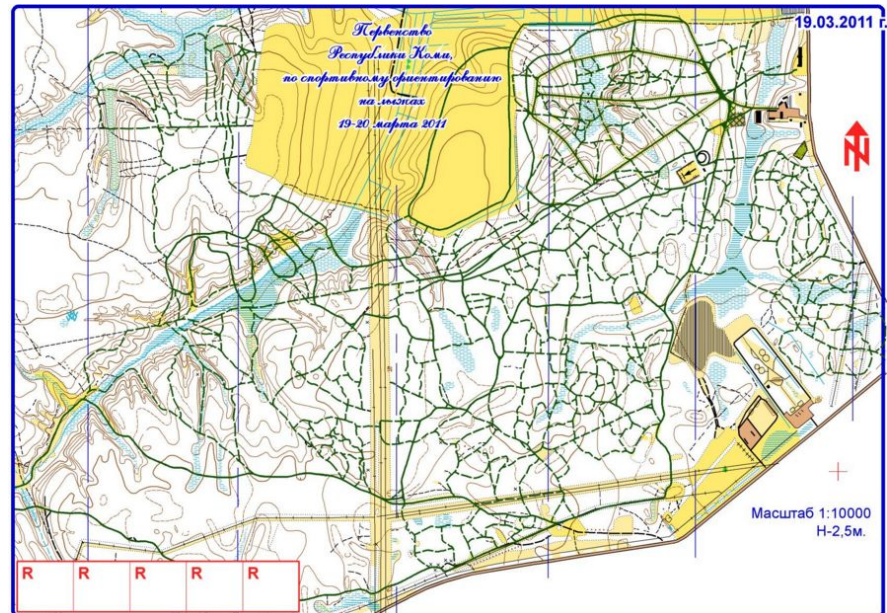 19.03.2011 г.
Первенство
Республики Коми,
по спортивному ориентированию
на лыжах
19-20 марта 2011
N
Масштаб 1:10000
Н-2,5м.
R R R R R